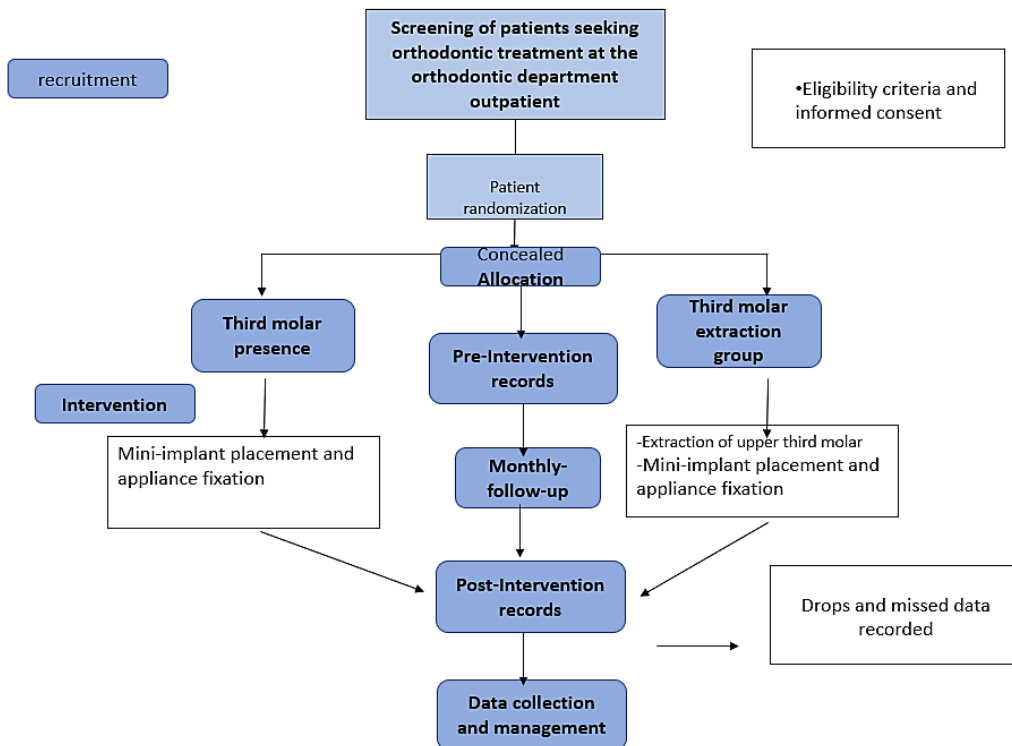 Screening of patients seeking
orthodontic treatment at the
orthodontic department
outpatient
recruitment
•Eligibility criteria and
informed consent
Patient
randomization
Concealed
Allocation
Third molar
presence
Pre-Intervention
records
Third molar
extraction
group
Intervention
Mini-implant placement and
appliance fixation
Monthly-
follow-up
-Extraction of upper third molar
-Mini-implant placement and
appliance fixation
Post-Intervention
records
Drops and missed data
recorded
Data collection
and management